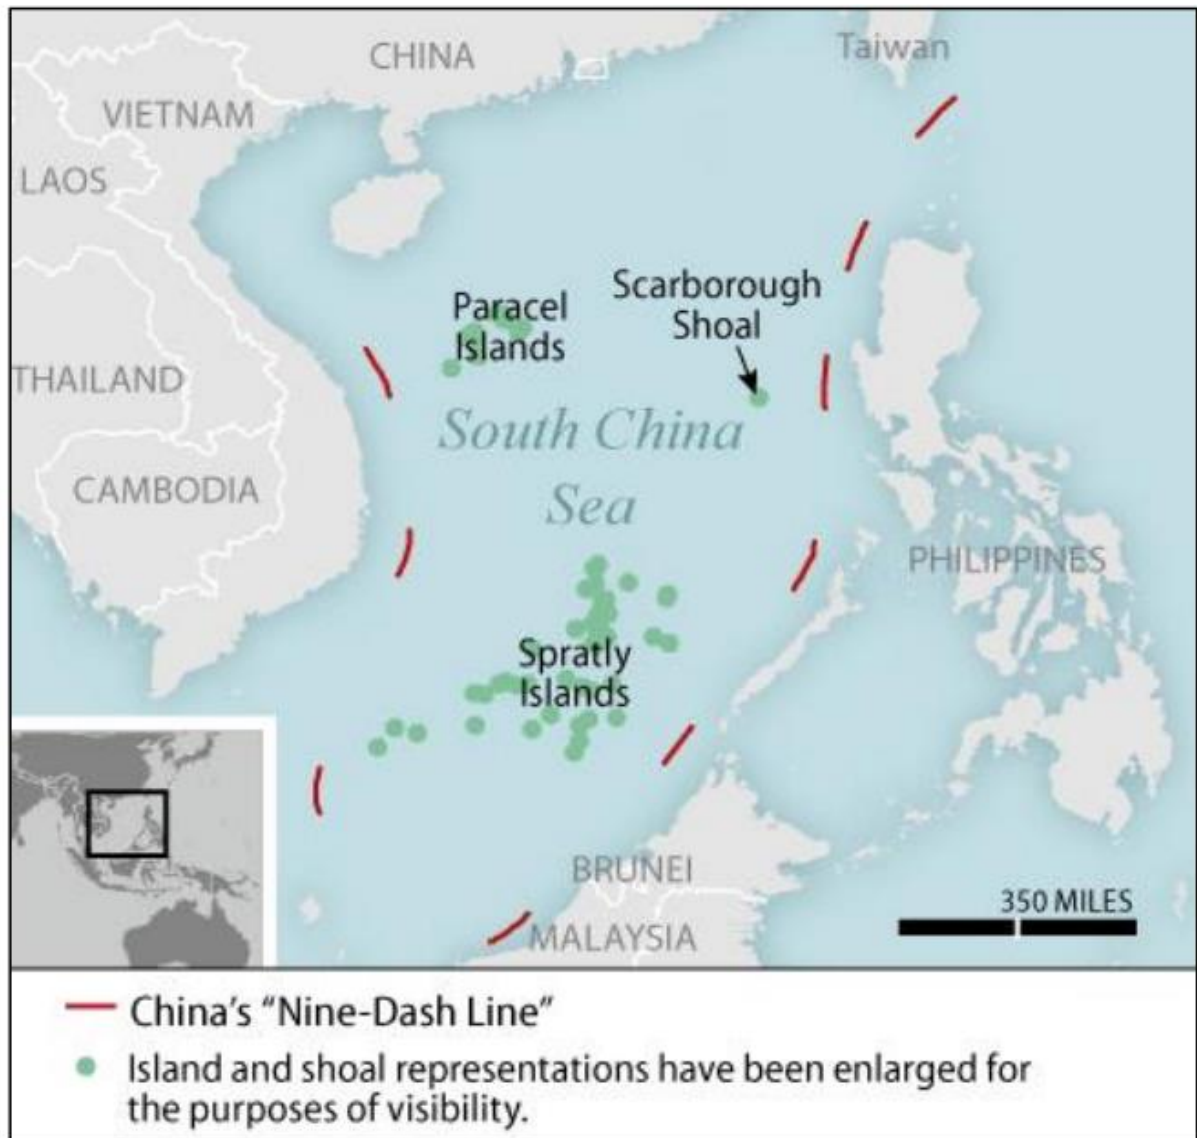 CHINA
Taiwan
VIETNAM
LAOS
Scarborough
Shoal
Paracel
Islands
THAILAND
South China
Sea
CAMBODIA
PHILIPPINES
Spratly
Islands
BRUNEI
350 MILES
MALAYSIA
China’s “Nine-Dash Line”
Island and shoal representations have been enlarged for
the purposes of visibility.